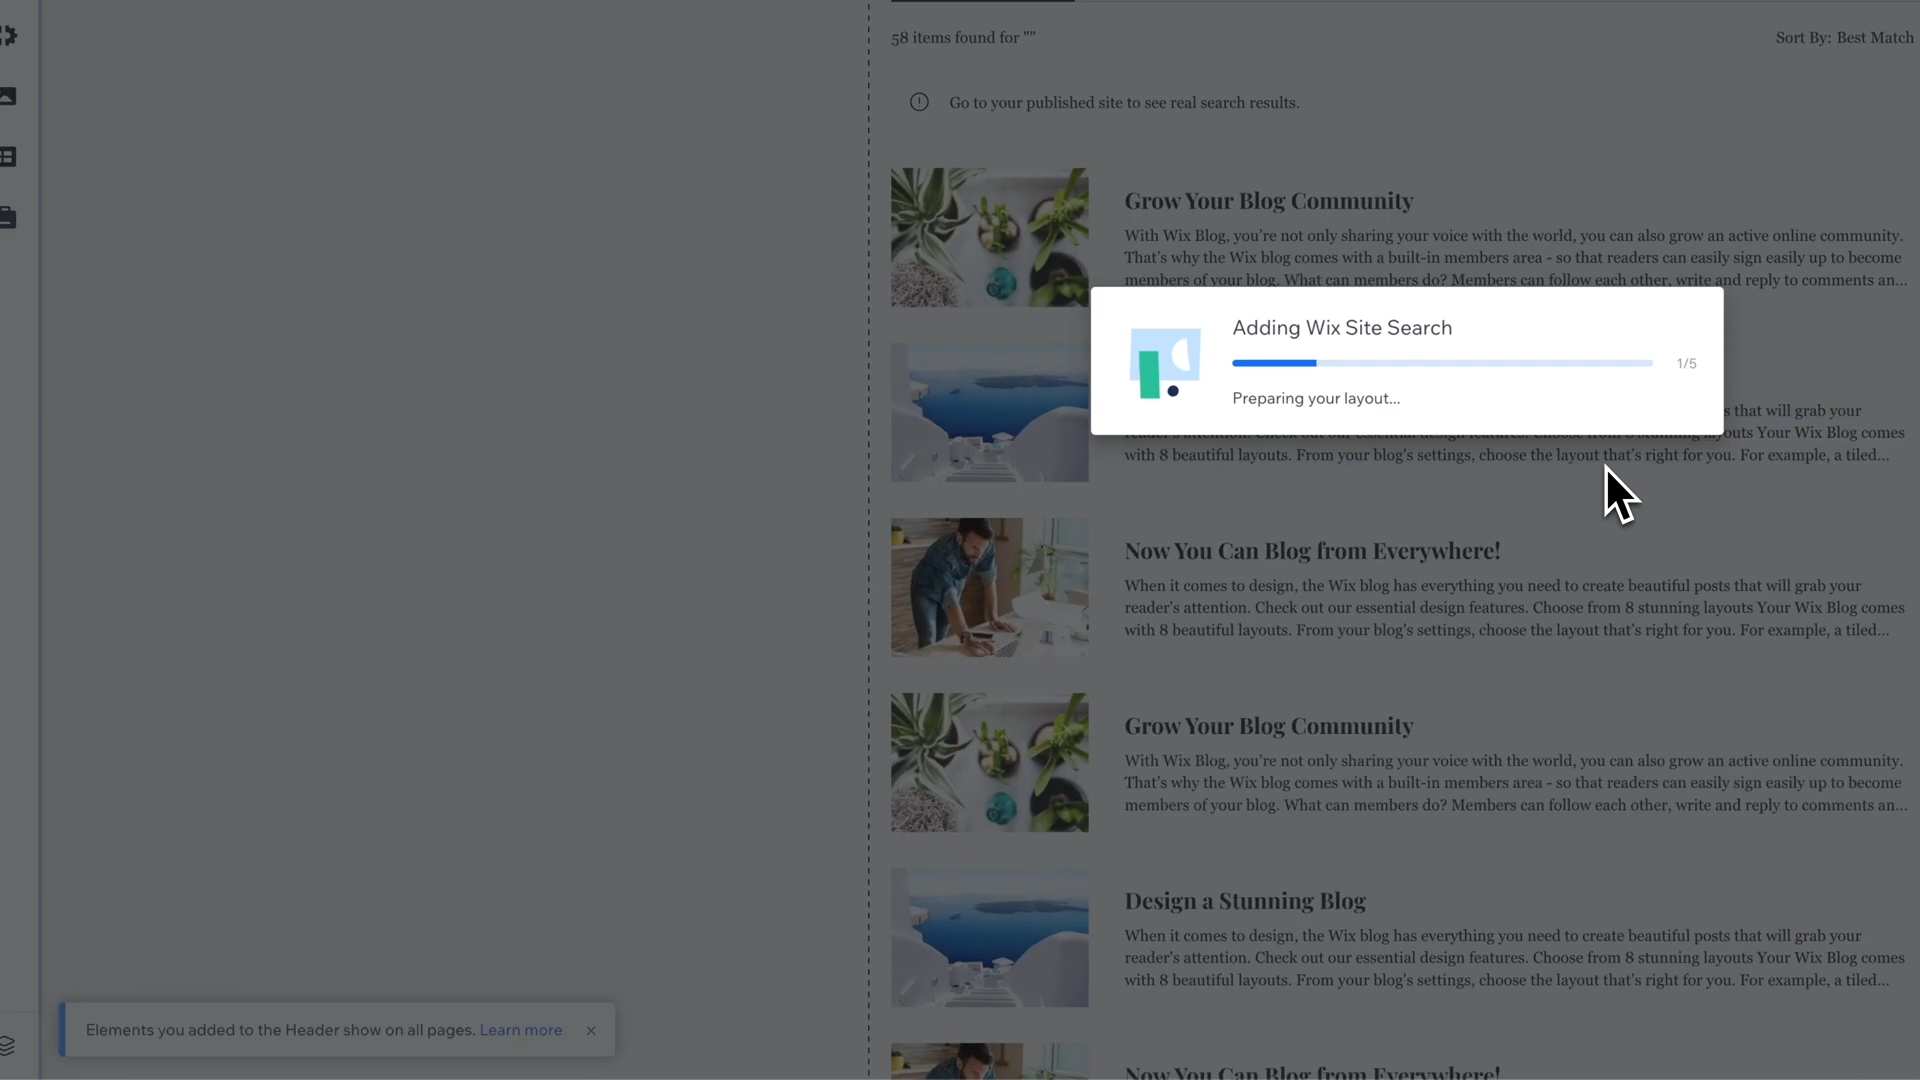 58 items found for ""
Sort By: Best Match
Go to your published site to see real search results.
Grow Your Blog Community
With Wix Blog, you're not only sharing your voice with the world, you can also grow an active online community.
That's why the Wix blog comes with a built-in members area - so that readers can easily sign easily up to become
members of your blog. What can members do? Members can follow each other, write and reply to comments an...
Adding Wix Site Search
1/5
Preparing your layout...
s that will grab your
reader's attention. Check out our essential design features. Choose from 8 stunning layouts Your Wix Blog comes
with 8 beautiful layouts. From your blog's settings, choose the layout that's right for you. For example, a tiled...
Now You Can Blog from Everywhere!
When it comes to design, the Wix blog has everything you need to create beautiful posts that will grab your
reader's attention. Check out our essential design features. Choose from 8 stunning layouts Your Wix Blog comes
with 8 beautiful layouts. From your blog's settings, choose the layout that's right for you. For example, a tiled...
Grow Your Blog Community
With Wix Blog, you're not only sharing your voice with the world, you can also grow an active online community.
That's why the Wix blog comes with a built-in members area - so that readers can easily sign easily up to become
members of your blog. What can members do? Members can follow each other, write and reply to comments an...
Design a Stunning Blog
When it comes to design, the Wix blog has everything you need to create beautiful posts that will grab your
reader's attention. Check out our essential design features. Choose from 8 stunning layouts Your Wix Blog comes
with 8 beautiful layouts. From your blog's settings, choose the layout that's right for you. For example, a tiled...
Elements you added to the Header show on all pages. Learn more
Now You Can Blog from Everywhere!